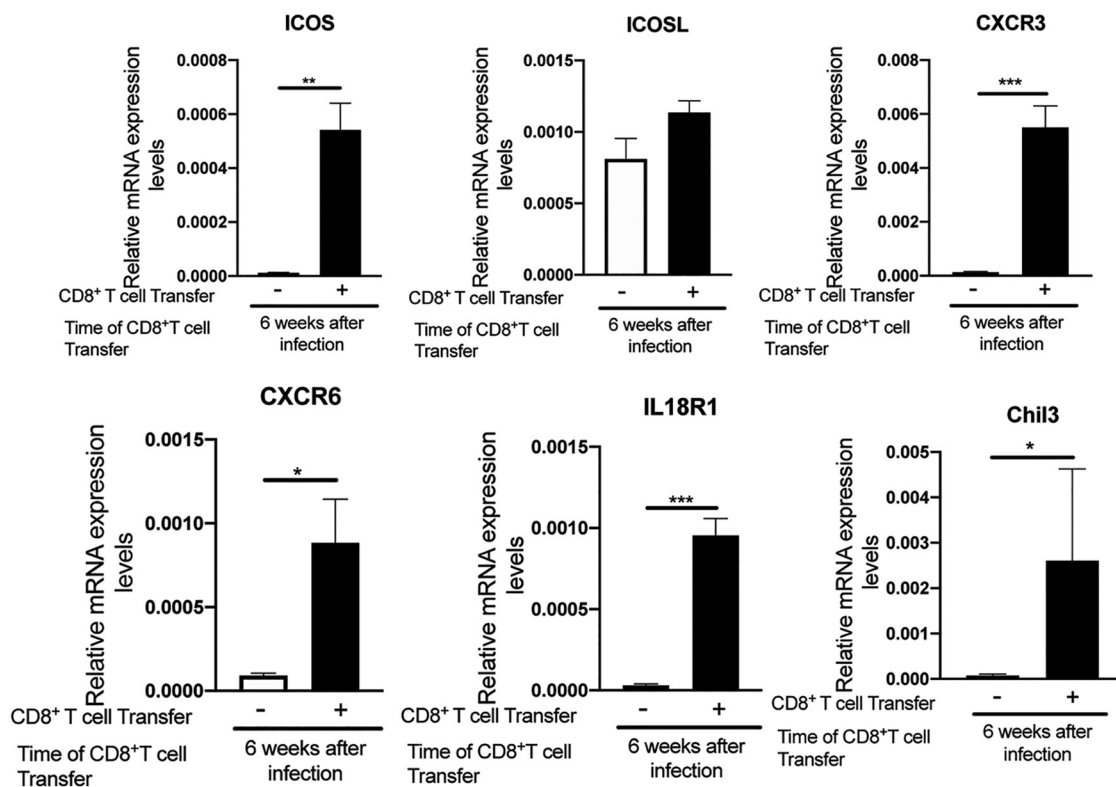 ICOS
Relative mRNA expression
levels
0.0008
0.0006
0.0004
0.0002
0.0000
**
- +
CD8+ T cell Transfer
Time of CD8+T cell
Transfer
6 weeks after
infection
ICOSL
Relative mRNA expression
levels
0.0015
0.0010
0.0005
0.0000
- +
CD8+ T cell Transfer
Time of CD8+T cell
Transfer
6 weeks after
infection
CXCR3
Relative mRNA expression
levels
0.008
0.006
0.004
0.002
0.000
***
- +
CD8+ T cell Transfer
Time of CD8+T cell
Transfer
6 weeks after
infection
CXCR6
Relative mRNA expression
levels
0.0015
0.0010
0.0005
0.0000
*
- +
CD8+ T cell Transfer
Time of CD8+T cell
Transfer
6 weeks after
infection
IL18R1
Relative mRNA expression
levels
0.0015
0.0010
0.0005
0.0000
***
- +
CD8+ T cell Transfer
Time of CD8+T cell
Transfer
6 weeks after
infection
Chil3
Relative mRNA expression
levels
0.005
0.004
0.003
0.002
0.001
0.000
*
- +
CD8+ T cell Transfer
Time of CD8+T cell
Transfer
6 weeks after
infection